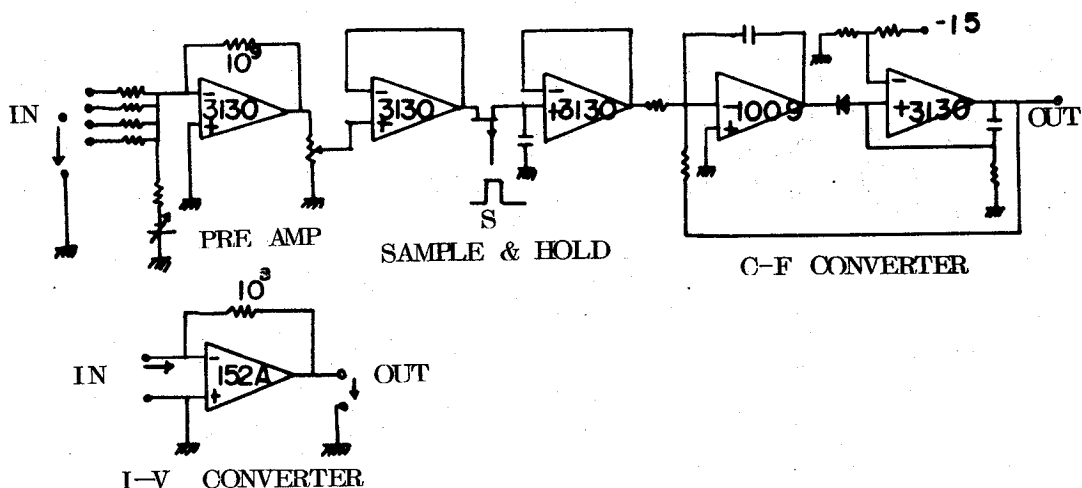 -15
10⁹
IN
3130
3130
3130
1009
3130
OUT
S
PRE AMP
SAMPLE & HOLD
C-F CONVERTER
10³
IN
152A
OUT
I-V CONVERTER